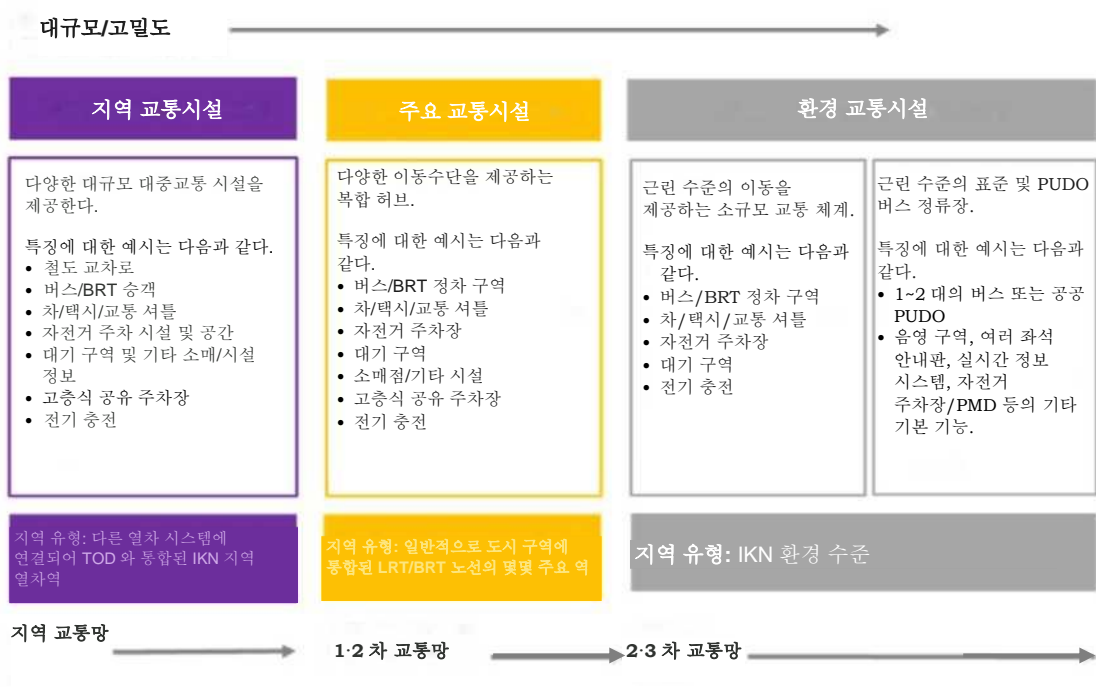 대규모/고밀도
지역 교통시설
다양한 대규모 대중교통 시설을
제공한다.
특징에 대한 예시는 다음과 같다.
• 철도 교차로
• 버스/BRT 승객
• 차/택시/교통 셔틀
• 자전거 주차 시설 및 공간
• 대기 구역 및 기타 소매/시설
정보
• 고층식 공유 주차장
• 전기 충전
지역 유형: 다른 열차 시스템에
연결되어 TOD 와 통합된 IKN 지역
열차역
주요 교통시설
다양한 이동수단을 제공하는
복합 허브.
특징에 대한 예시는 다음과
같다.
• 버스/BRT 정차 구역
• 차/택시/교통 셔틀
• 자전거 주차장
• 대기 구역
• 소매점/기타 시설
• 고층식 공유 주차장
• 전기 충전
지역 유형: 일반적으로 도시 구역에
통합된 LRT/BRT 노선의 몇몇 주요 역
환경 교통시설
근린 수준의 이동을
제공하는 소규모 교통 체계.
특징에 대한 예시는 다음과
같다.
• 버스/BRT 정차 구역
• 차/택시/교통 셔틀
• 자전거 주차장
• 대기 구역
• 전기 충전
근린 수준의 표준 및 PUDO
버스 정류장.
특징에 대한 예시는 다음과
같다.
• 1~2 대의 버스 또는 공공
PUDO
• 음영 구역, 여러 좌석
안내판, 실시간 정보
시스템, 자전거
주차장/PMD 등의 기타
기본 기능.
지역 유형: IKN 환경 수준
지역 교통망
1·2 차 교통망
2·3 차 교통망